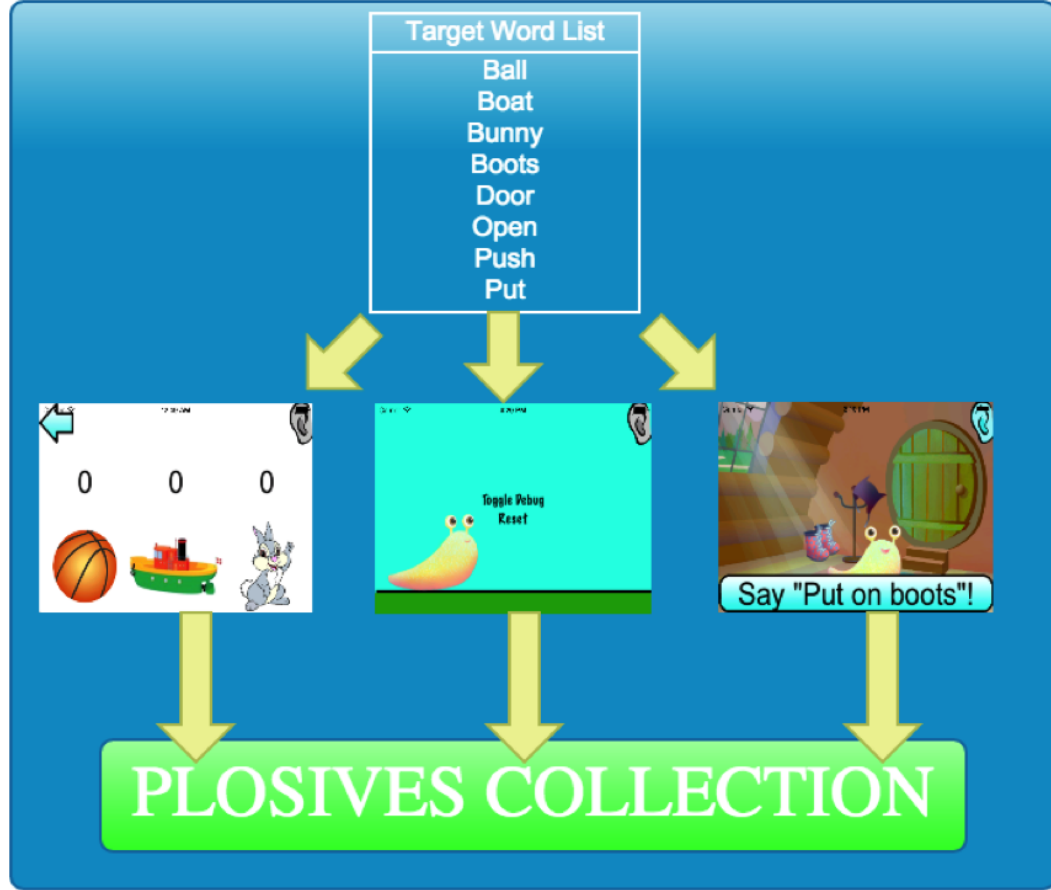 Target Word List
Ball
Boat
Bunny
Boots
Door
Open
Push
Put
0 0 0
Toggle Debug
Reset
Say "Put on boots"!
PLOSIVES COLLECTION